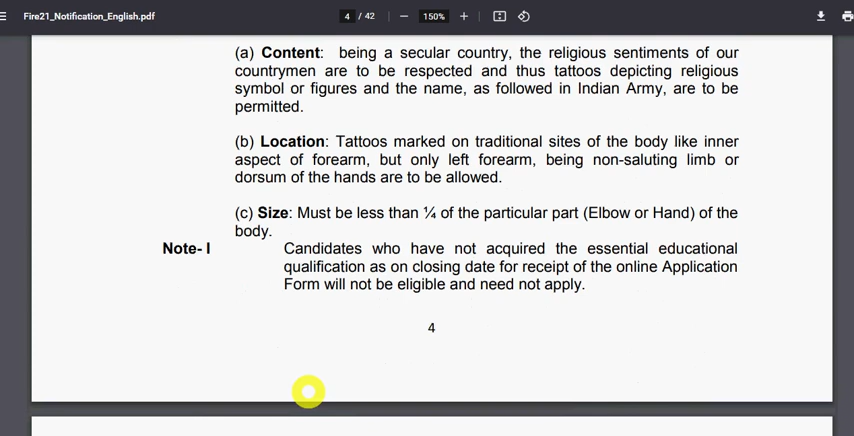 Fire21_Notification_English.pdf 4 / 42 — 150% +
(a) Content: being a secular country, the religious sentiments of our
countrymen are to be respected and thus tattoos depicting religious
symbol or figures and the name, as followed in Indian Army, are to be
permitted.
(b) Location: Tattoos marked on traditional sites of the body like inner
aspect of forearm, but only left forearm, being non-saluting limb or
dorsum of the hands are to be allowed.
(c) Size: Must be less than ¼ of the particular part (Elbow or Hand) of the
body.
Note- I Candidates who have not acquired the essential educational
qualification as on closing date for receipt of the online Application
Form will not be eligible and need not apply.
4